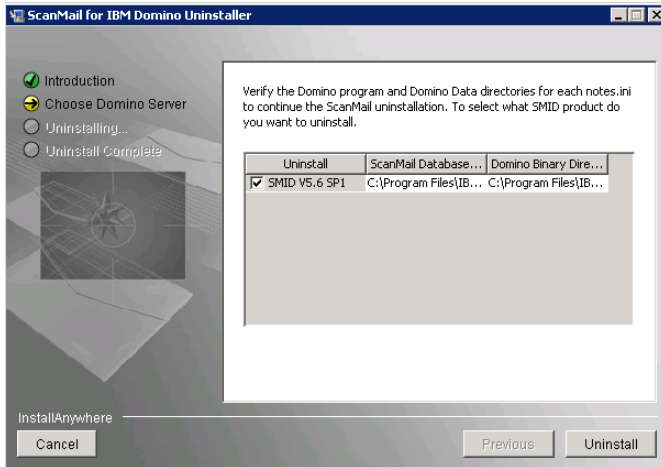 ScanMail for IBM Domino Uninstaller
Introduction
Choose Domino Server
Uninstalling...
Uninstall Complete
Verify the Domino program and Domino Data directories for each notes.ini
to continue the ScanMail uninstallation. To select what SMID product do
you want to uninstall.
Uninstall ScanMail Database... Domino Binary Dire...
SMID V5.6 SP1 C:\Program Files\IB... C:\Program Files\IB...
InstallAnywhere
Cancel Previous Uninstall